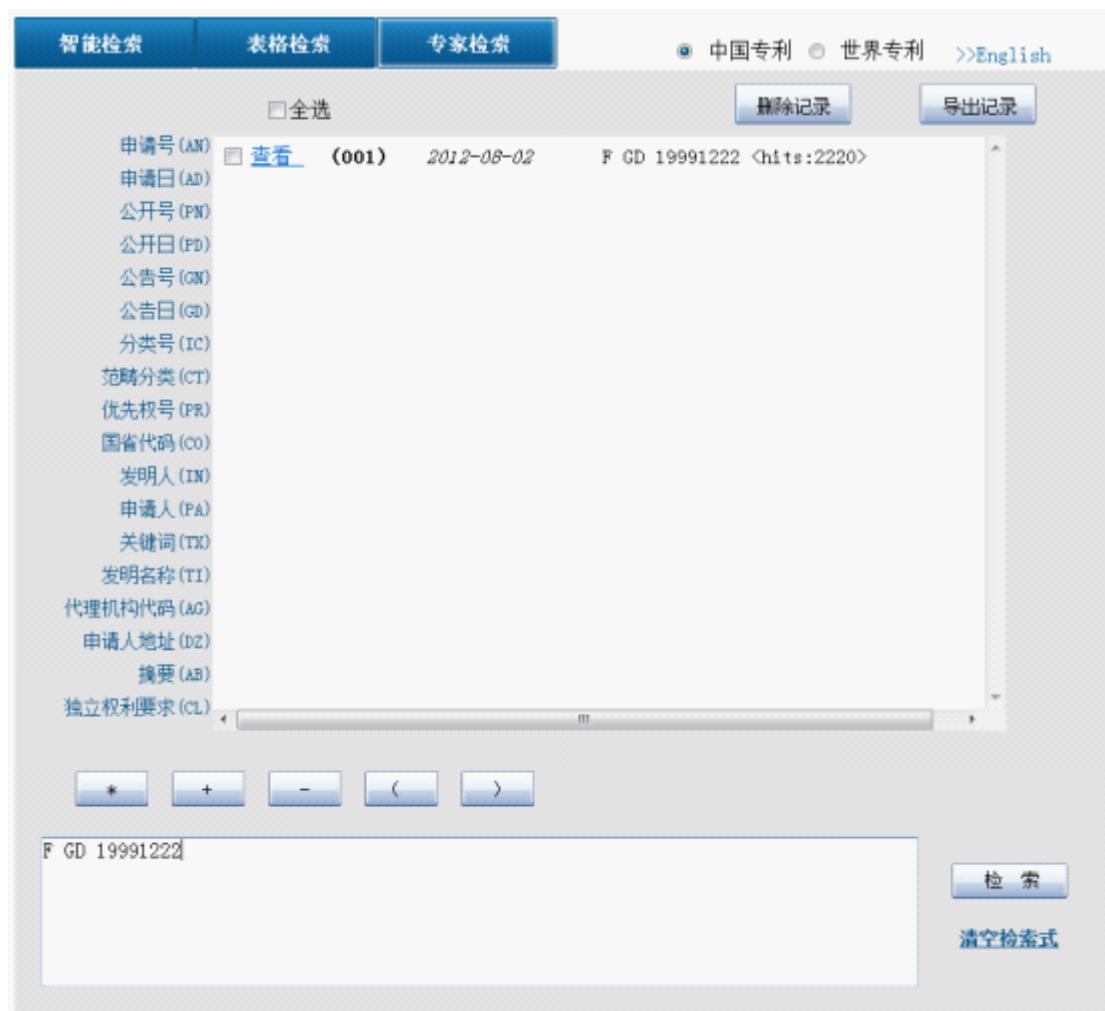 智能检索 表格检索 专家检索 中国专利 世界专利 >>English
全选 删除记录 导出记录
申请号(AN)
查看 (001) 2012-08-02 F GD 19991222 <hits:2220>
申请日(AD)
公开号(PN)
公开日(PD)
公告号(GN)
公告日(GD)
分类号(IC)
范畴分类(CT)
优先权号(PR)
国省代码(CO)
发明人(IN)
申请人(PA)
关键词(TX)
发明名称(TI)
代理机构代码(AG)
申请人地址(DZ)
摘要(AB)
独立权利要求(CL)
* + - ( )
F GD 19991222
检 索
清空检索式